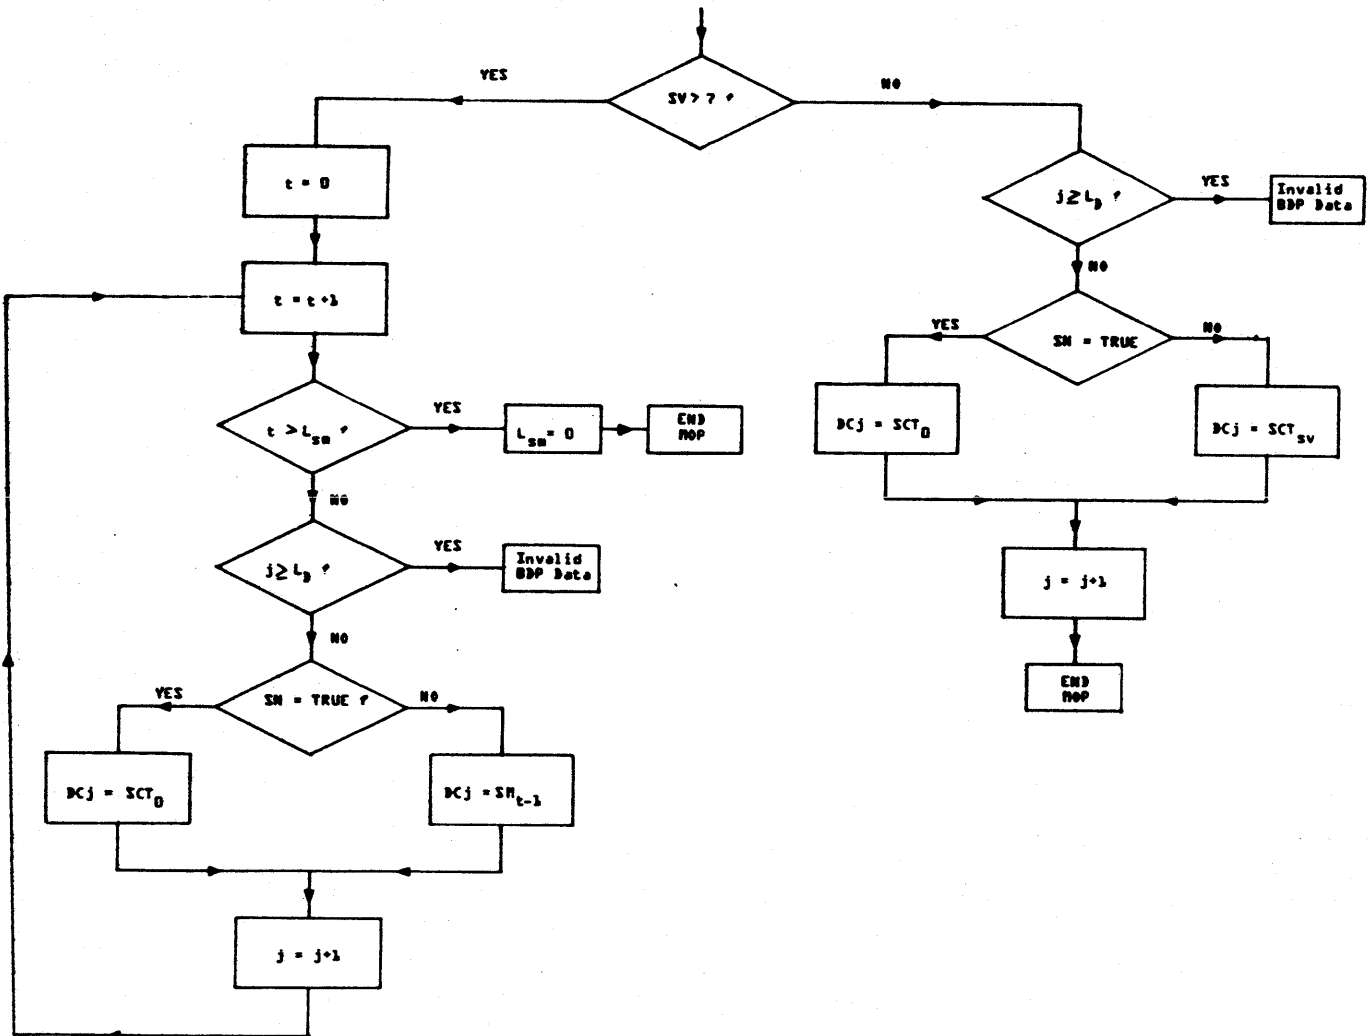 SV > 7 ?
YES
NO
t = 0
j ≥ L_D ?
YES
Invalid
BDP Data
NO
t = t+1
SN = TRUE
YES
NO
t > L_sm ?
YES
L_sm = 0
END
MOP
DCj = SCT_0
DCj = SCT_SV
NO
j ≥ L_D ?
YES
Invalid
BDP Data
j = j+1
NO
SN = TRUE ?
YES
NO
END
MOP
DCj = SCT_0
DCj = SM_t-1
j = j+1